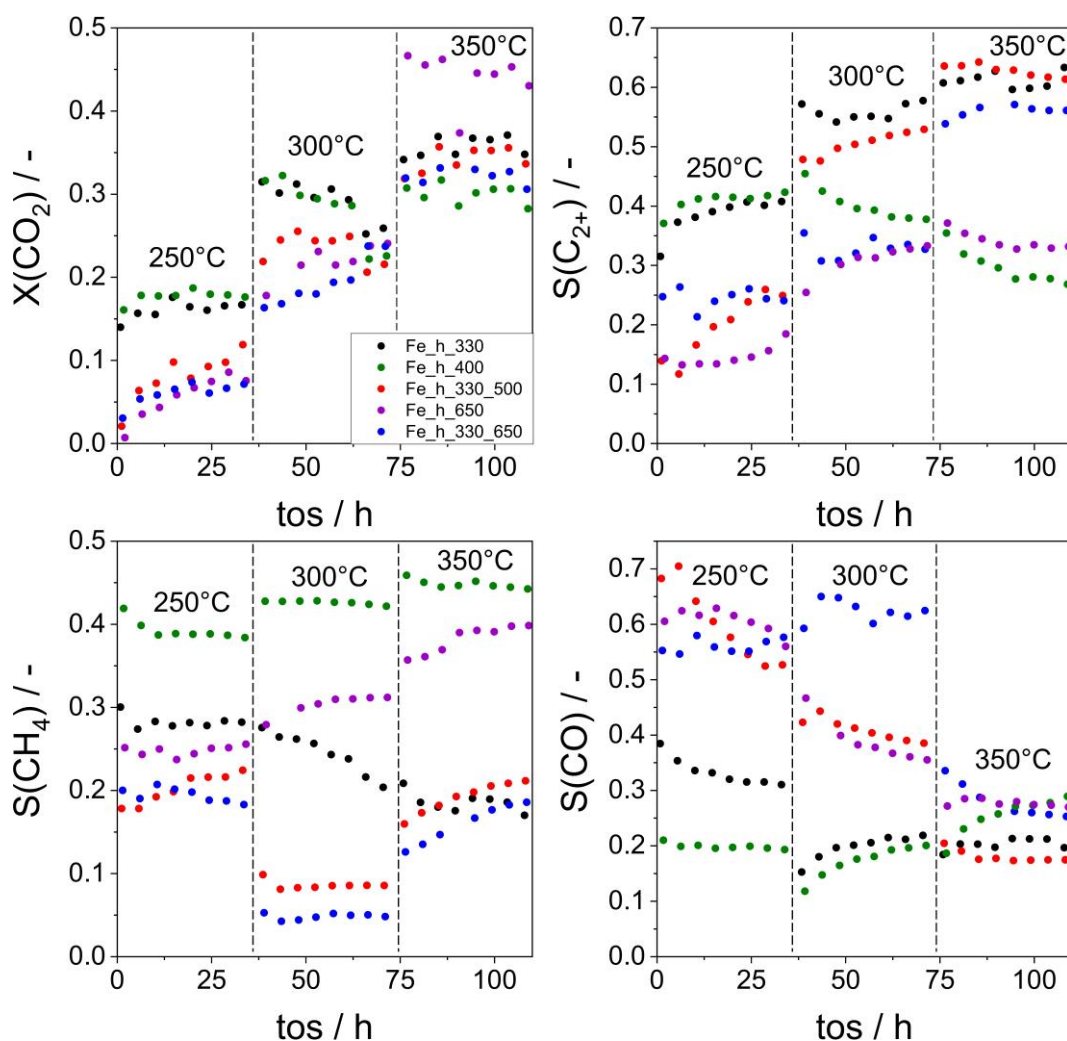 0.5
0.4
0.3
0.2
0.1
0.0
X(CO₂) / -
250°C
300°C
350°C
Fe_h_330
Fe_h_400
Fe_h_330_500
Fe_h_650
Fe_h_330_650
0 25 50 75 100
tos / h
0.7
0.6
0.5
0.4
0.3
0.2
0.1
0.0
S(C₂₊) / -
250°C
300°C
350°C
0 25 50 75 100
tos / h
0.5
0.4
0.3
0.2
0.1
0.0
S(CH₄) / -
250°C
300°C
350°C
0 25 50 75 100
tos / h
0.7
0.6
0.5
0.4
0.3
0.2
0.1
0.0
S(CO) / -
250°C
300°C
350°C
0 25 50 75 100
tos / h